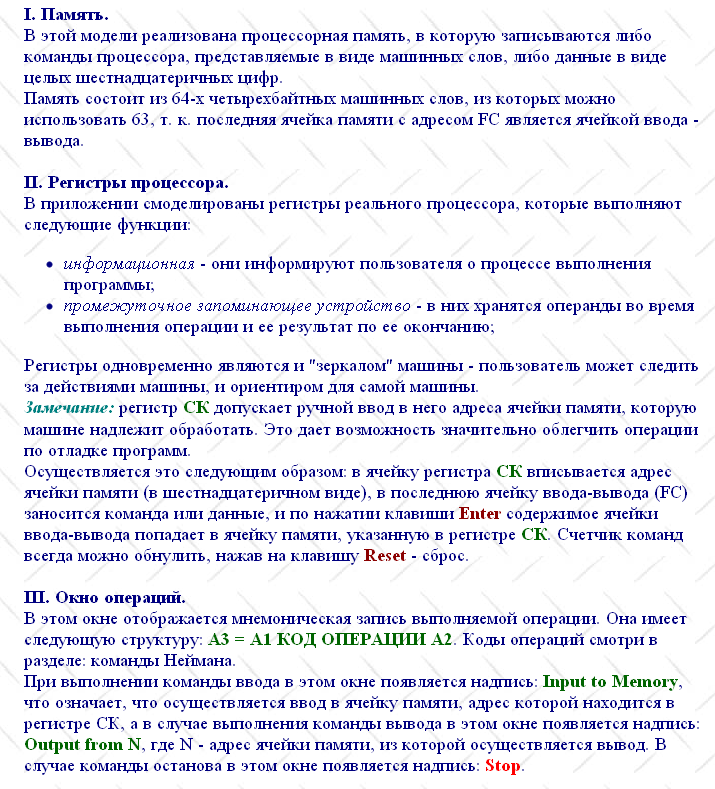 I. Память.
В этой модели реализована процессорная память, в которую записываются либо
команды процессора, представляемые в виде машинных слов, либо данные в виде
целых шестнадцатеричных цифр.
Память состоит из 64-х четырехбайтных машинных слов, из которых можно
использовать 63, т. к. последняя ячейка памяти с адресом FC является ячейкой ввода -
вывода.
II. Регистры процессора.
В приложении смоделированы регистры реального процессора, которые выполняют
следующие функции:
• информационная - они информируют пользователя о процессе выполнения
программы;
• промежуточное запоминающее устройство - в них хранятся операнды во время
выполнения операции и ее результат по ее окончанию;
Регистры одновременно являются и "зеркалом" машины - пользователь может следить
за действиями машины, и ориентиром для самой машины.
Замечание: регистр СК допускает ручной ввод в него адреса ячейки памяти, которую
машине надлежит обработать. Это дает возможность значительно облегчить операции
по отладке программ.
Осуществляется это следующим образом: в ячейку регистра СК вписывается адрес
ячейки памяти (в шестнадцатеричном виде), в последнюю ячейку ввода-вывода (FC)
заносится команда или данные, и по нажатии клавиши Enter содержимое ячейки
ввода-вывода попадает в ячейку памяти, указанную в регистре СК. Счетчик команд
всегда можно обнулить, нажав на клавишу Reset - сброс.
III. Окно операций.
В этом окне отображается мнемоническая запись выполняемой операции. Она имеет
следующую структуру: A3 = A1 КОД ОПЕРАЦИИ A2. Коды операций смотри в
разделе: команды Неймана.
При выполнении команды ввода в этом окне появляется надпись: Input to Memory,
что означает, что осуществляется ввод в ячейку памяти, адрес которой находится в
регистре СК, а в случае выполнения команды вывода в этом окне появляется надпись:
Output from N, где N - адрес ячейки памяти, из которой осуществляется вывод. В
случае команды останова в этом окне появляется надпись: Stop.